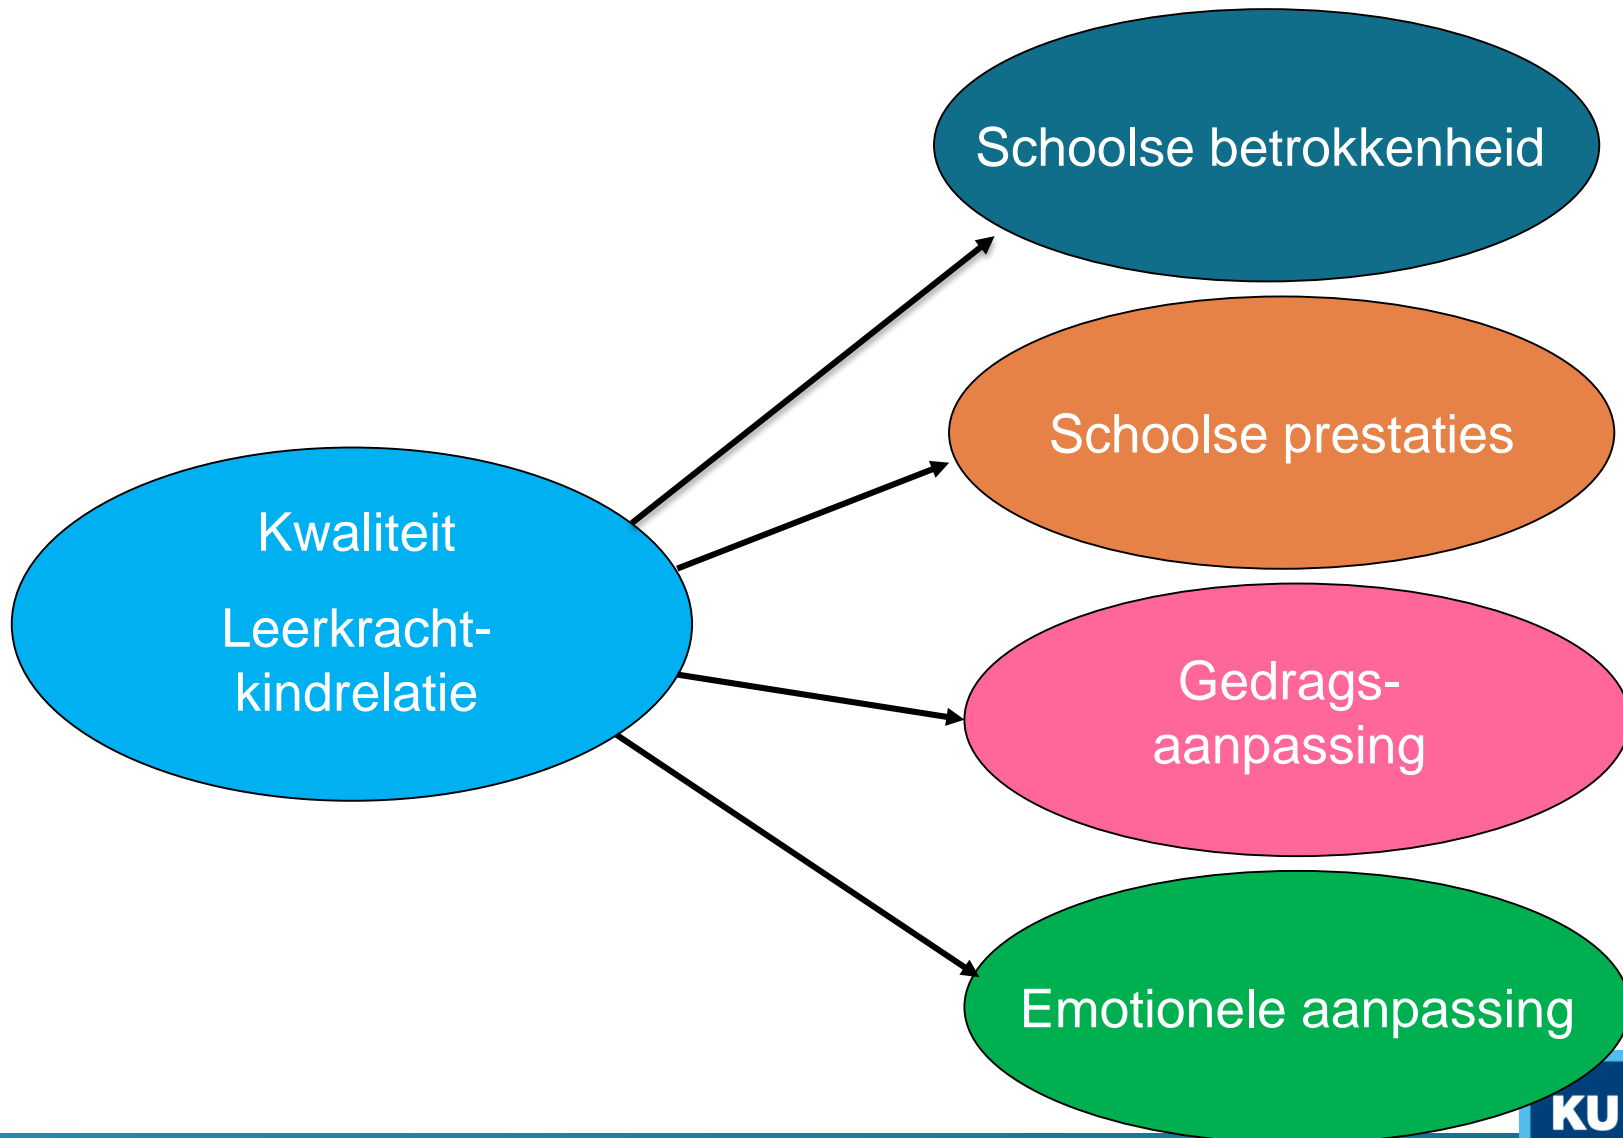 Schoolse betrokkenheid
Schoolse prestaties
Kwaliteit
Leerkracht-
kindrelatie
Gedrags-
aanpassing
Emotionele aanpassing
KU